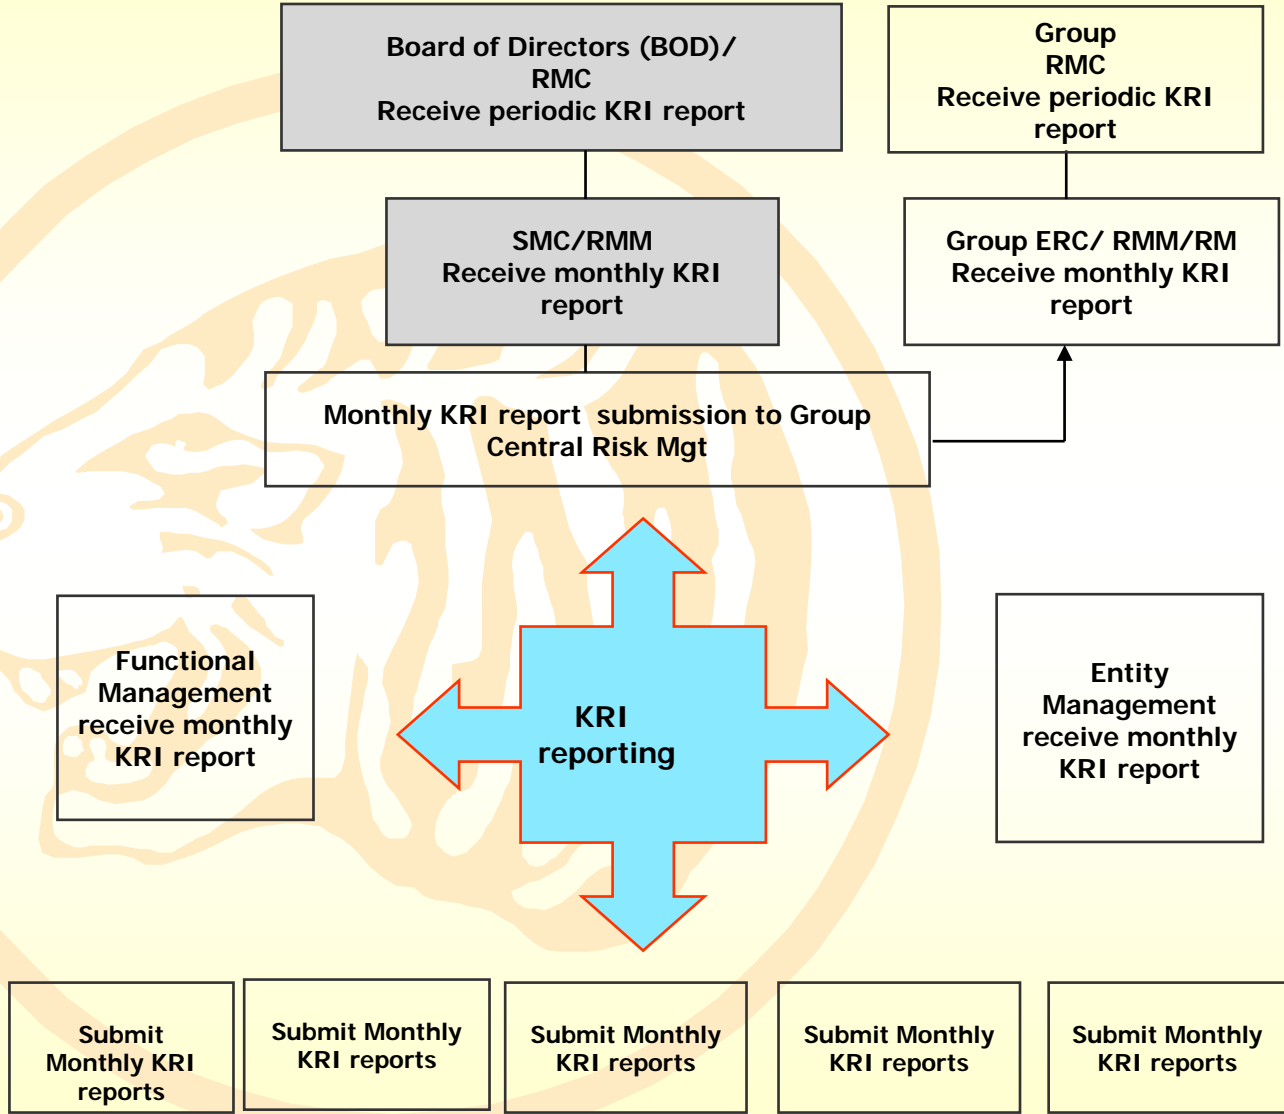 Board of Directors (BOD)/
RMC
Receive periodic KRI report
Group
RMC
Receive periodic KRI
report
SMC/RMM
Receive monthly KRI
report
Group ERC/ RMM/RM
Receive monthly KRI
report
Monthly KRI report submission to Group
Central Risk Mgt
Functional
Management
receive monthly
KRI report
KRI
reporting
Entity
Management
receive monthly
KRI report
Submit
Monthly KRI
reports
Submit Monthly
KRI reports
Submit Monthly
KRI reports
Submit Monthly
KRI reports
Submit Monthly
KRI reports